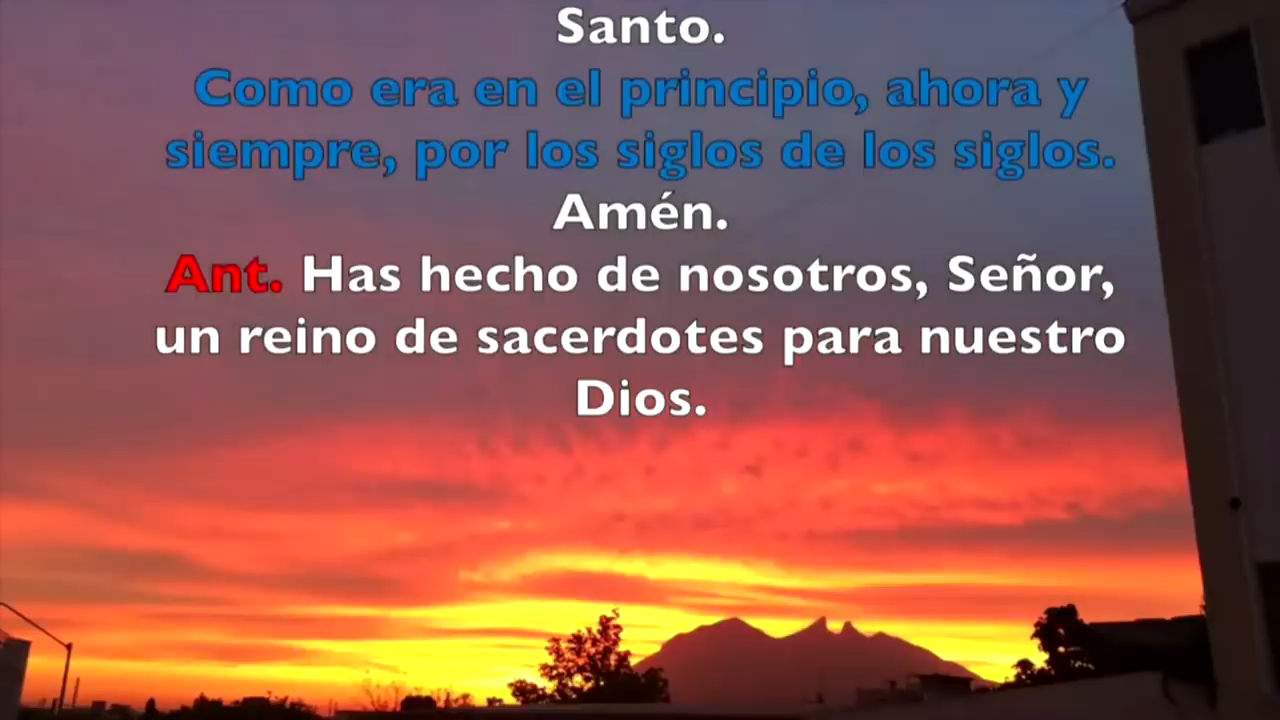 Santo.
Como era en el principio, ahora y
siempre, por los siglos de los siglos.
Amén.
Ant. Has hecho de nosotros, Señor,
un reino de sacerdotes para nuestro
Dios.